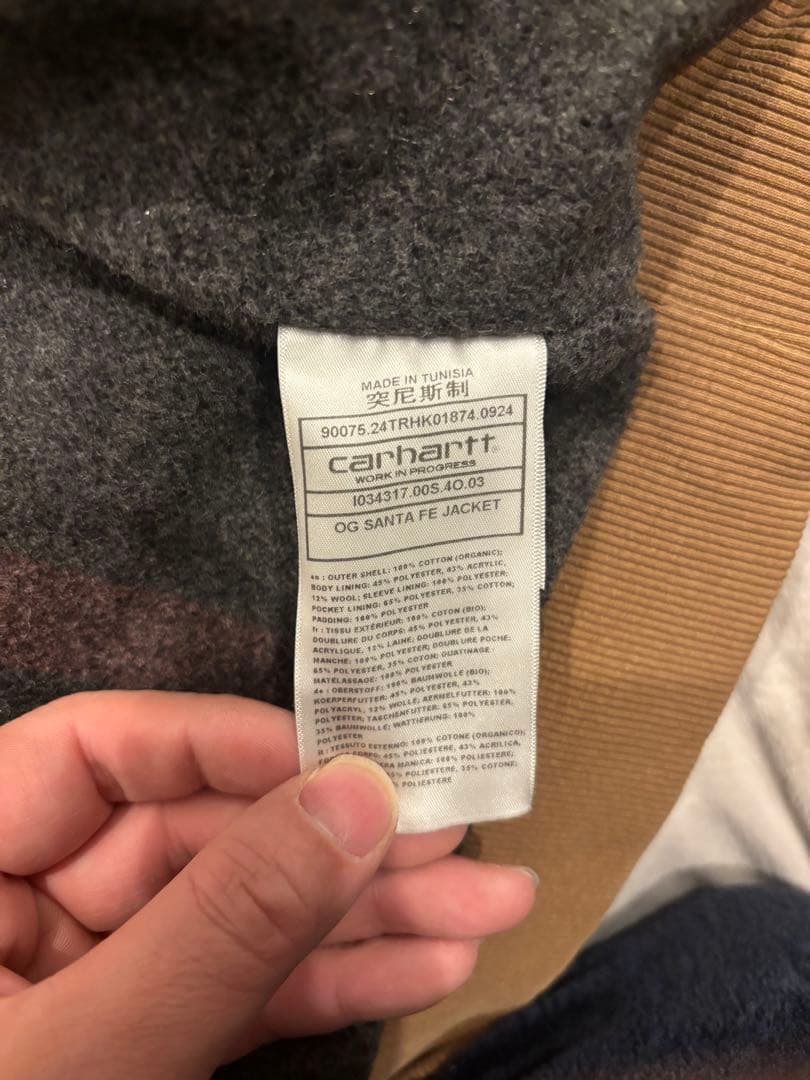 MADE IN TUNISIA
突尼斯制
90075.24TRHK01874.0924
carhartt®
WORK IN PROGRESS
I034317.00S.4O.03
OG SANTA FE JACKET
en : OUTER SHELL: 100% COTTON (ORGANIC);
BODY LINING: 45% POLYESTER, 43% ACRYLIC,
12% WOOL; SLEEVE LINING: 100% POLYESTER;
POCKET LINING: 65% POLYESTER, 35% COTTON;
PADDING: 100% POLYESTER
fr : TISSU EXTÉRIEUR: 100% COTON (BIO);
DOUBLURE DU CORPS: 45% POLYESTER, 43%
ACRYLIQUE, 12% LAINE; DOUBLURE DE LA
MANCHE: 100% POLYESTER; DOUBLURE POCHE:
65% POLYESTER, 35% COTON; OUATINAGE /
MATELASSAGE: 100% POLYESTER
de : OBERSTOFF: 100% BAUMWOLLE (BIO);
KOERPERFUTTER: 45% POLYESTER, 43%
POLYACRYL, 12% WOLLE; AERMELFUTTER: 100%
POLYESTER; TASCHENFUTTER: 65% POLYESTER,
35% BAUMWOLLE; WATTIERUNG: 100%
POLYESTER
it : TESSUTO ESTERNO: 100% COTONE (ORGANICO);
CORPO: 45% POLIESTERE, 43% ACRILICA,
MANICA: 100% POLIESTERE;
POLIESTERE, 35% COTONE;
POLIESTERE